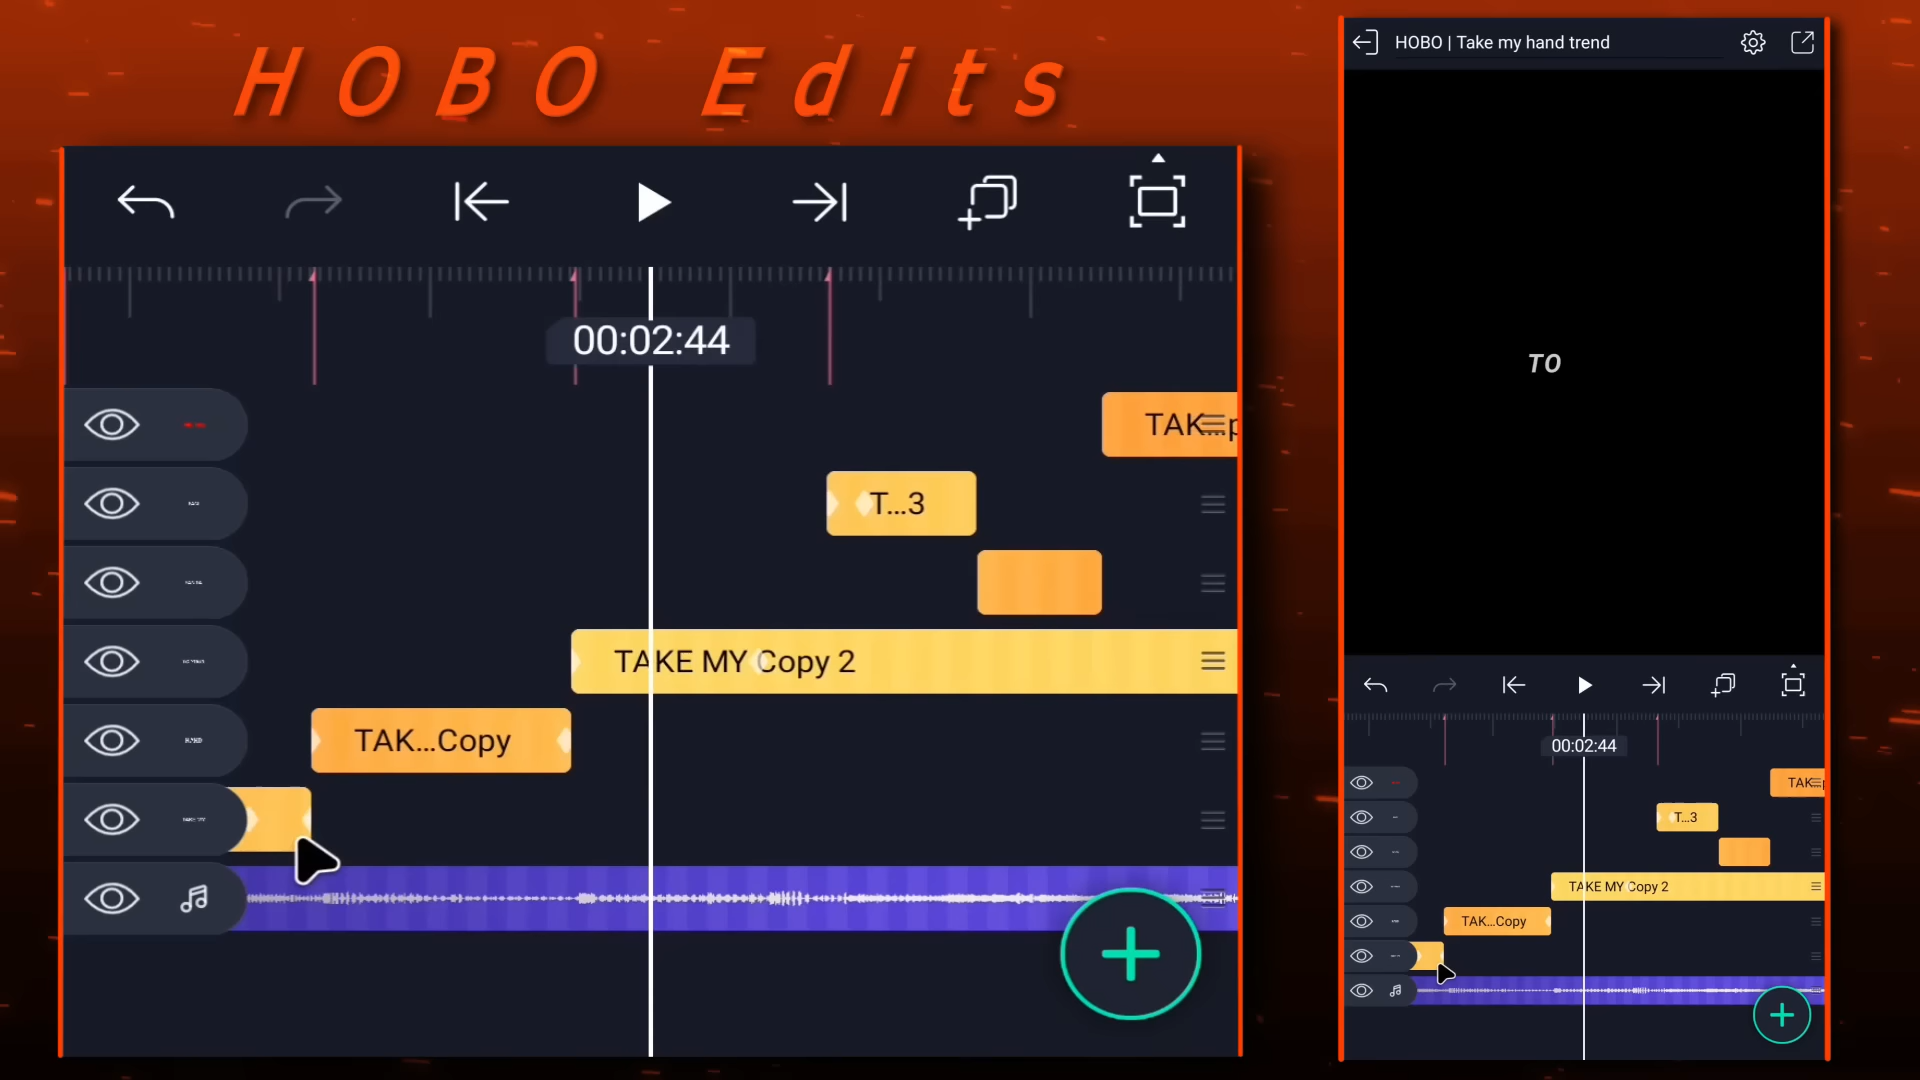 HOBO Edits
00:02:44
TAK...p
T...3
TAKE MY Copy 2
TAK...Copy
HOBO | Take my hand trend
TO
00:02:44
TAK
T...3
TAKE MY Copy 2
TAK...Copy